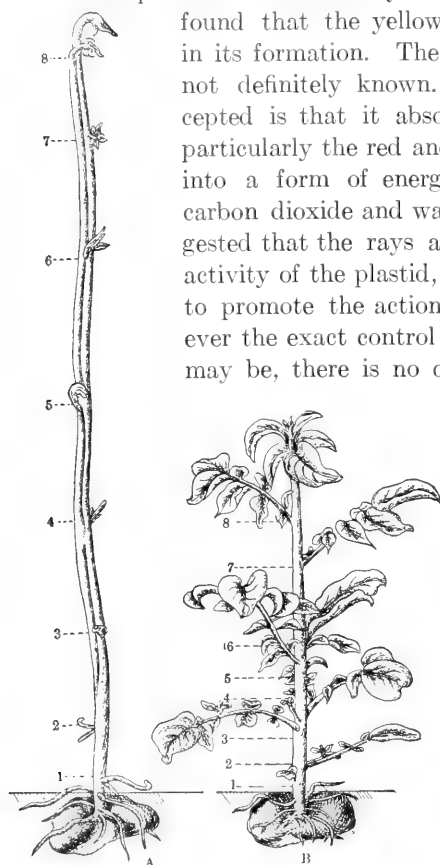 found that the yellow
in its formation. The
not definitely known.
cepted is that it abso
particularly the red and
into a form of energ
carbon dioxide and wa
gested that the rays a
activity of the plastid,
to promote the action
ever the exact control
may be, there is no
8
7
6
5
4
3
2
1
A
8
7
6
5
4
3
2
1
B